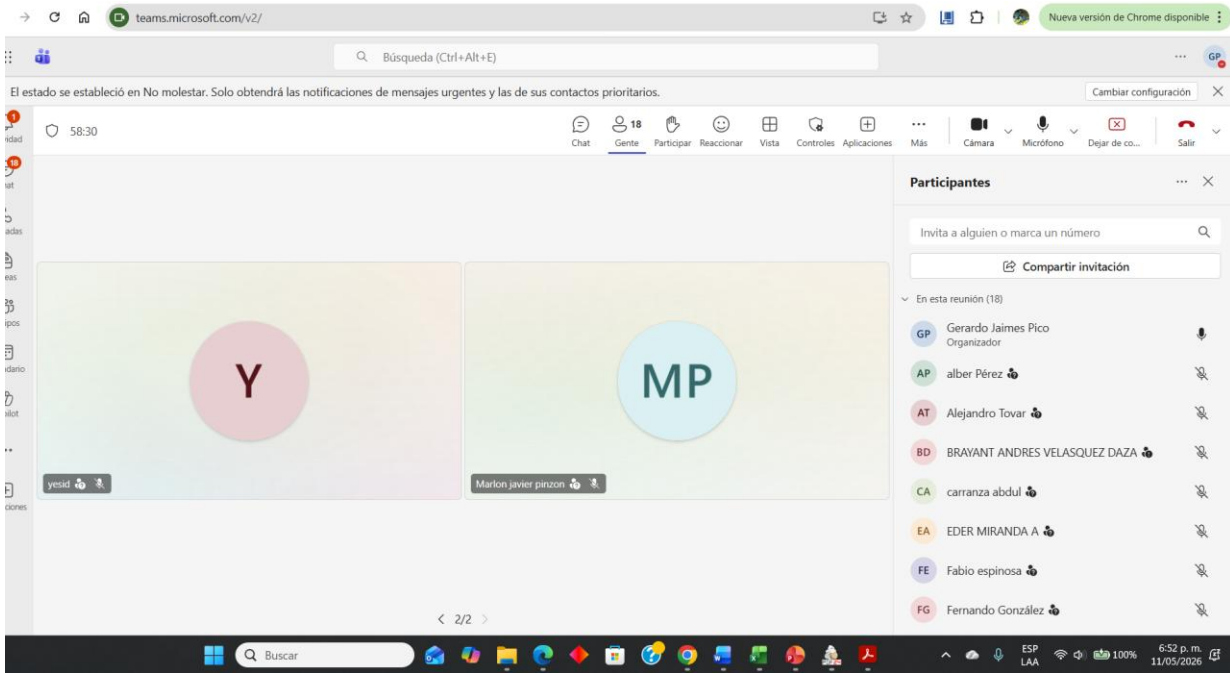 teams.microsoft.com/v2/
Nueva versión de Chrome disponible
Búsqueda (Ctrl+Alt+E)
GP
El estado se estableció en No molestar. Solo obtendrá las notificaciones de mensajes urgentes y las de sus contactos prioritarios.
Cambiar configuración
1
58:30
18
Chat
Gente
Participar
Reaccionar
Vista
Controles
Aplicaciones
Más
Cámara
Micrófono
Dejar de co...
Salir
18
Participantes
Invita a alguien o marca un número
Compartir invitación
En esta reunión (18)
GP Gerardo Jaimes Pico
Organizador
AP alber Pérez
AT Alejandro Tovar
BD BRAYANT ANDRES VELASQUEZ DAZA
CA carranza abdul
EA EDER MIRANDA A
FE Fabio espinosa
FG Fernando González
Y
yesid
MP
Marlon javier pinzon
2/2
Buscar
ESP
LAA
100%
6:52 p. m.
11/05/2026